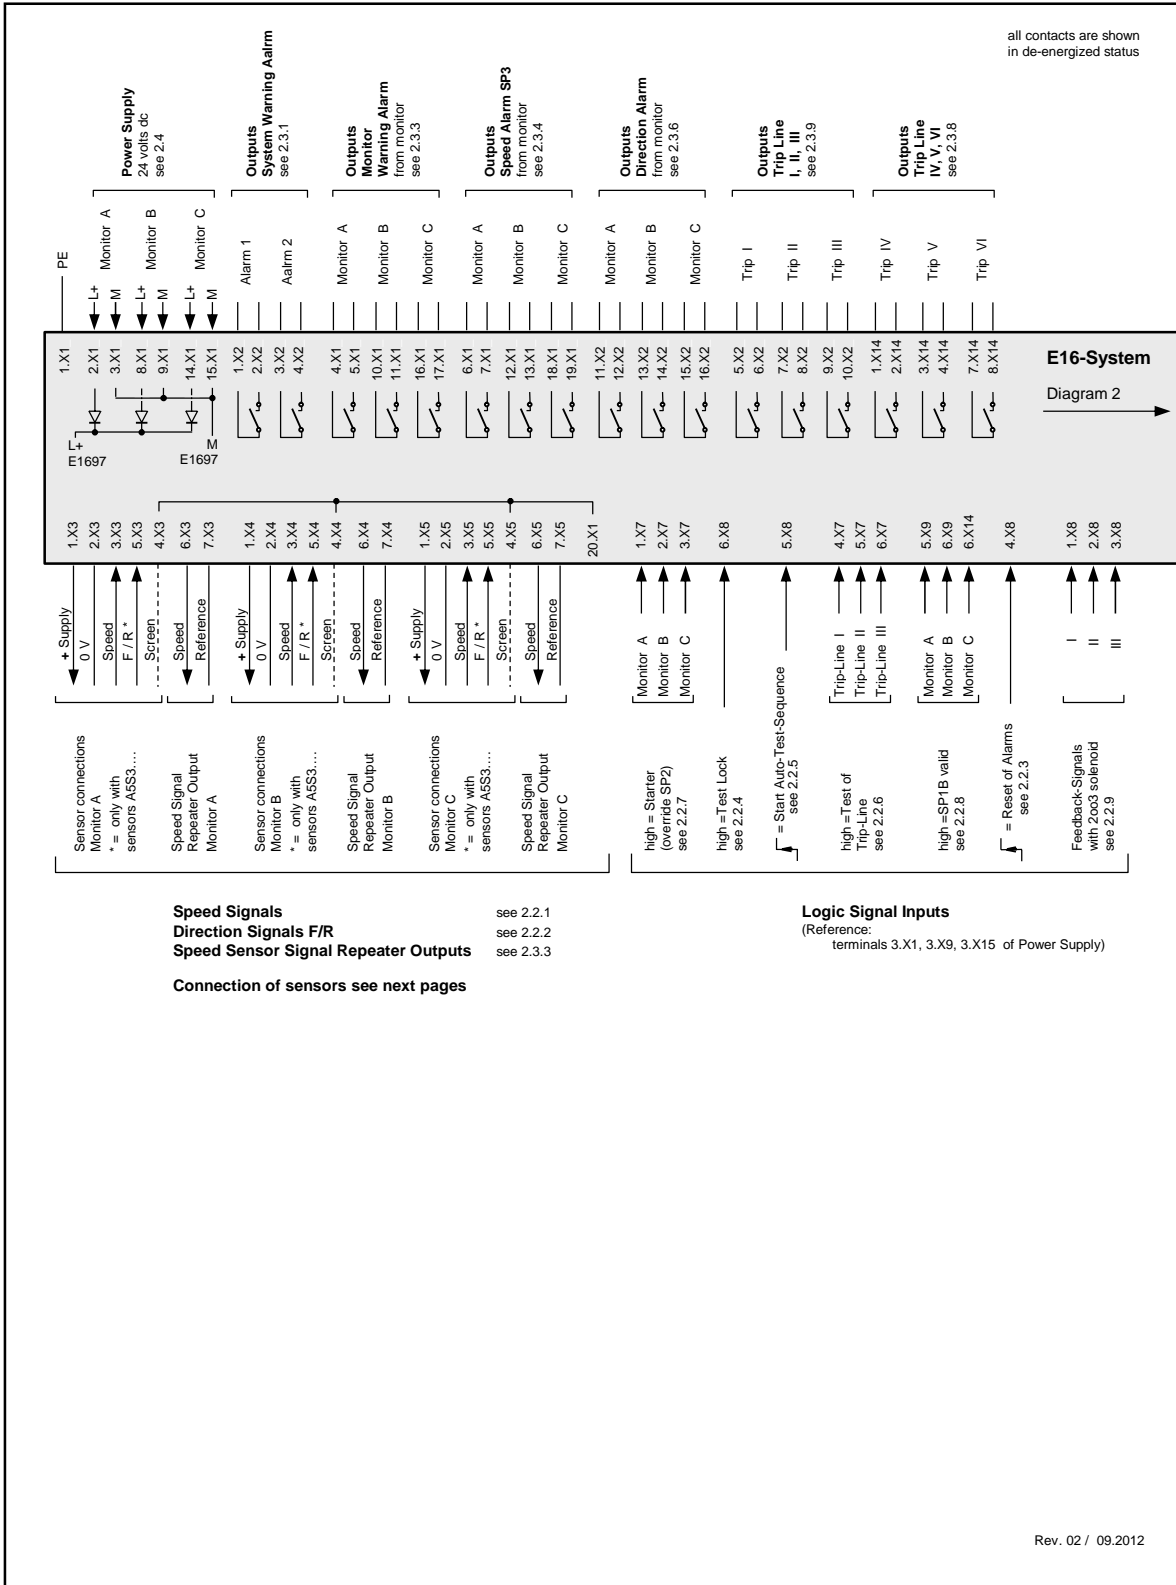 all contacts are shown
in de-energized status
Power Supply
24 volts dc
see 2.4
Outputs
System Warning Aalrm
see 2.3.1
Outputs
Monitor
Warning Alarm
from monitor
see 2.3.3
Outputs
Speed Alarm SP3
from monitor
see 2.3.4
Outputs
Direction Alarm
from monitor
see 2.3.6
Outputs
Trip Line
I, II, III
see 2.3.9
Outputs
Trip Line
IV, V, VI
see 2.3.8
PE
L+
Monitor A
M
L+
Monitor B
M
L+
Monitor C
M
Alarm 1
Aalrm 2
Monitor A
Monitor B
Monitor C
Monitor A
Monitor B
Monitor C
Monitor A
Monitor B
Monitor C
Trip I
Trip II
Trip III
Trip IV
Trip V
Trip VI
1.X1
2.X1
3.X1
8.X1
9.X1
14.X1
15.X1
1.X2
2.X2
3.X2
4.X2
4.X1
5.X1
10.X1
11.X1
16.X1
17.X1
6.X1
7.X1
12.X1
13.X1
18.X1
19.X1
11.X2
12.X2
13.X2
14.X2
15.X2
16.X2
5.X2
6.X2
7.X2
8.X2
9.X2
10.X2
1.X14
2.X14
3.X14
4.X14
7.X14
8.X14
E16-System
Diagram 2
L+
E1697
M
E1697
1.X3
2.X3
3.X3
5.X3
4.X3
6.X3
7.X3
1.X4
2.X4
3.X4
5.X4
4.X4
6.X4
7.X4
1.X5
2.X5
3.X5
5.X5
4.X5
6.X5
7.X5
20.X1
1.X7
2.X7
3.X7
6.X8
5.X8
4.X7
5.X7
6.X7
5.X9
6.X9
6.X14
4.X8
1.X8
2.X8
3.X8
+ Supply
0 V
Speed
F / R *
Screen
Speed
Reference
+ Supply
0 V
Speed
F / R *
Screen
Speed
Reference
+ Supply
0 V
Speed
F / R *
Screen
Speed
Reference
Monitor A
Monitor B
Monitor C
Trip-Line I
Trip-Line II
Trip-Line III
Monitor A
Monitor B
Monitor C
I
II
III
Sensor connections
Monitor A
* = only with
sensors A5S3....
Speed Signal
Repeater Output
Monitor A
Sensor connections
Monitor B
* = only with
sensors A5S3....
Speed Signal
Repeater Output
Monitor B
Sensor connections
Monitor C
* = only with
sensors A5S3....
Speed Signal
Repeater Output
Monitor C
high = Starter
(override SP2)
see 2.2.7
high =Test Lock
see 2.2.4
= Start Auto-Test-Sequence
see 2.2.5
high =Test of
Trip-Line
see 2.2.6
high =SP1B valid
see 2.2.8
= Reset of Alarms
see 2.2.3
Feedback-Signals
with 2oo3 solenoid
see 2.2.9
Speed Signals see 2.2.1
Direction Signals F/R see 2.2.2
Speed Sensor Signal Repeater Outputs see 2.3.3
Connection of sensors see next pages
Logic Signal Inputs
(Reference:
terminals 3.X1, 3.X9, 3.X15 of Power Supply)
Rev. 02 / 09.2012